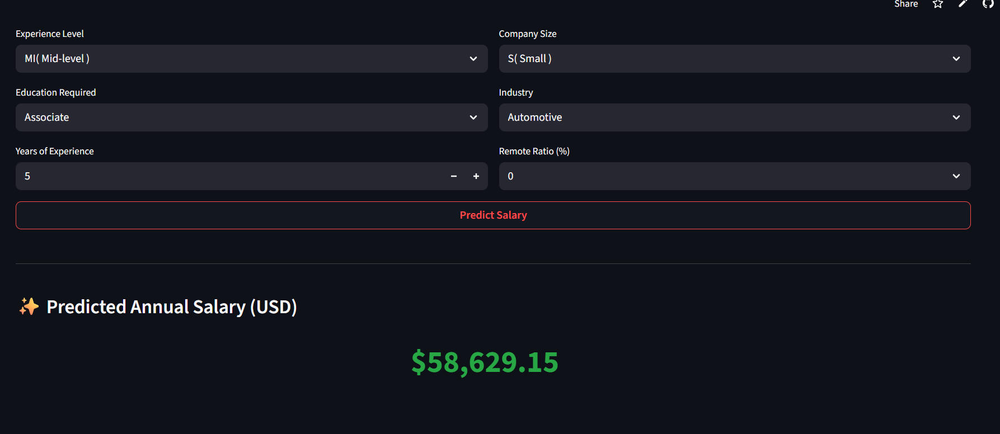 Share
Experience Level
Company Size
MI( Mid-level )
S( Small )
Education Required
Industry
Associate
Automotive
Years of Experience
Remote Ratio (%)
5
0
Predict Salary
✨ Predicted Annual Salary (USD)
$58,629.15